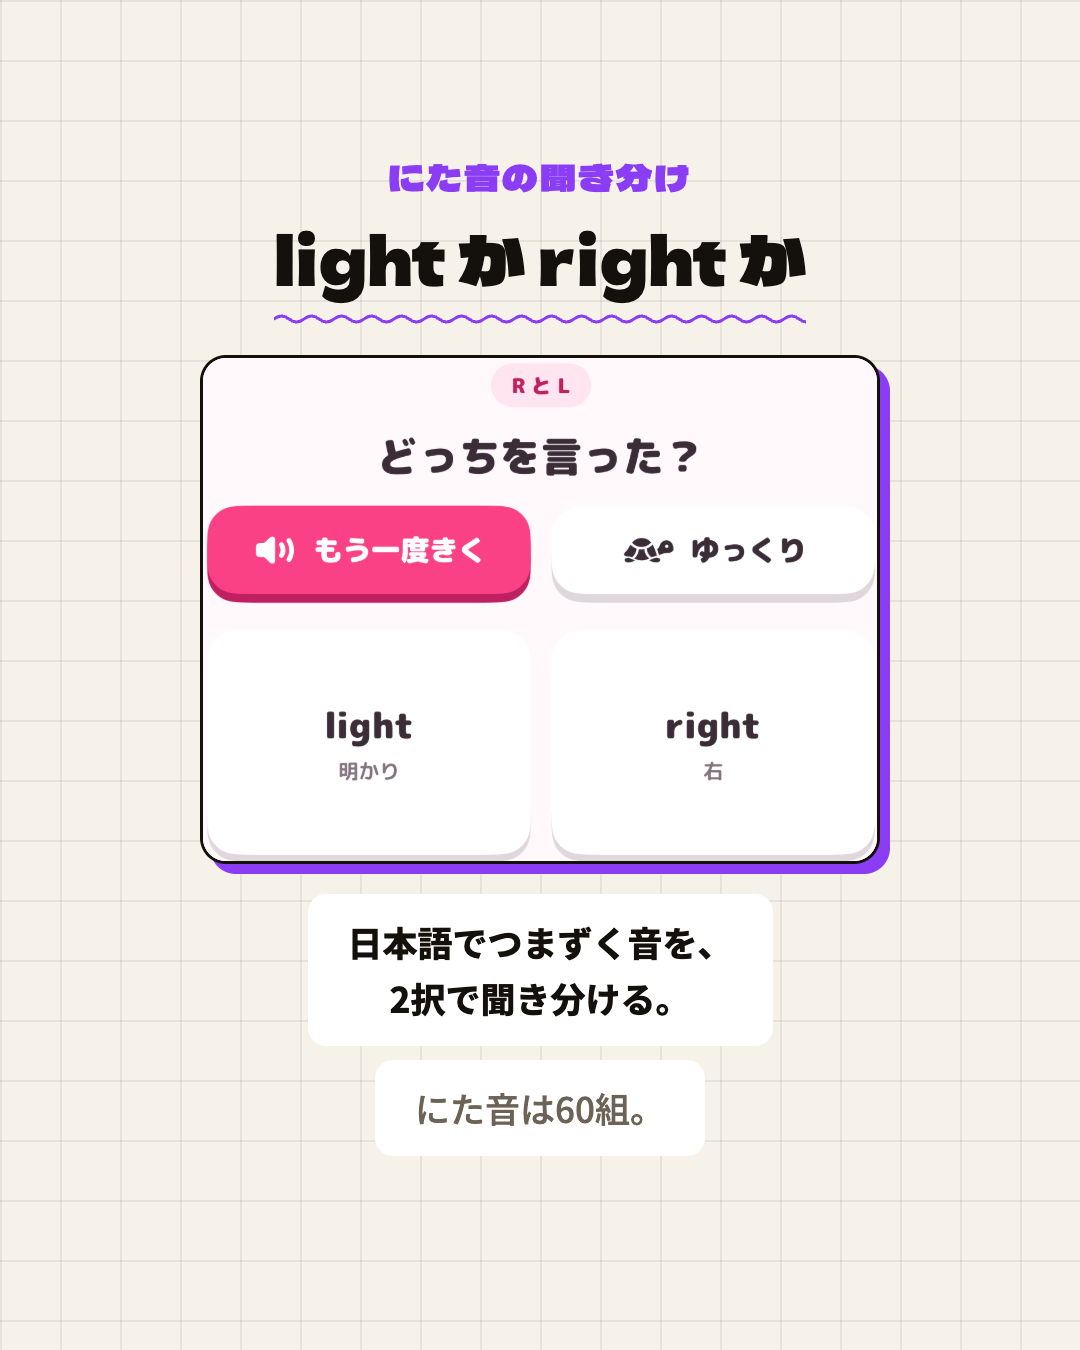 にた音の聞き分け
light か right か
R と L
どっちを言った？
もう一度きく
ゆっくり
light
明かり
right
右
日本語でつまずく音を、
2択で聞き分ける。
にた音は60組。